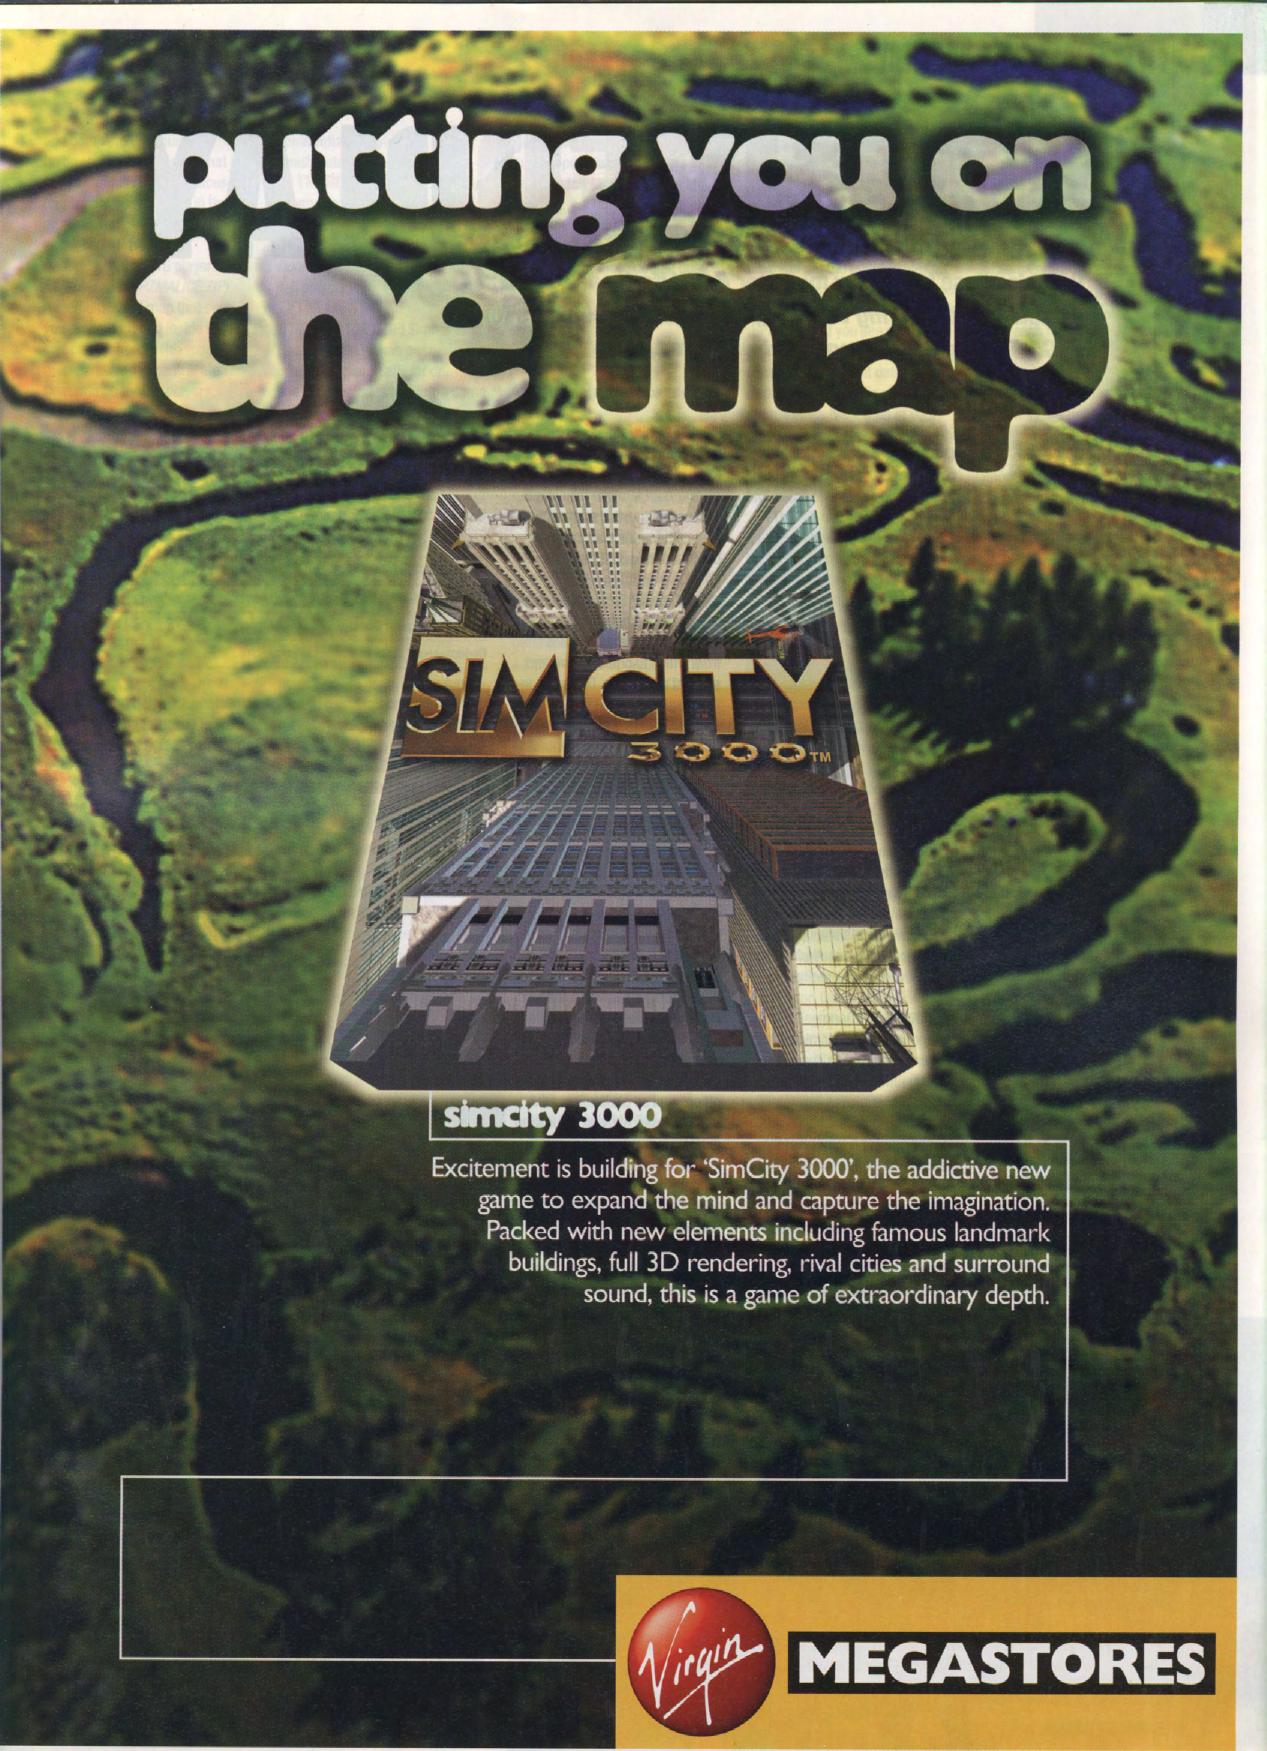 putting you on
the map
SIM CITY
3000™
simcity 3000
Excitement is building for ‘SimCity 3000’, the addictive new
game to expand the mind and capture the imagination.
Packed with new elements including famous landmark
buildings, full 3D rendering, rival cities and surround
sound, this is a game of extraordinary depth.
Virgin
MEGASTORES